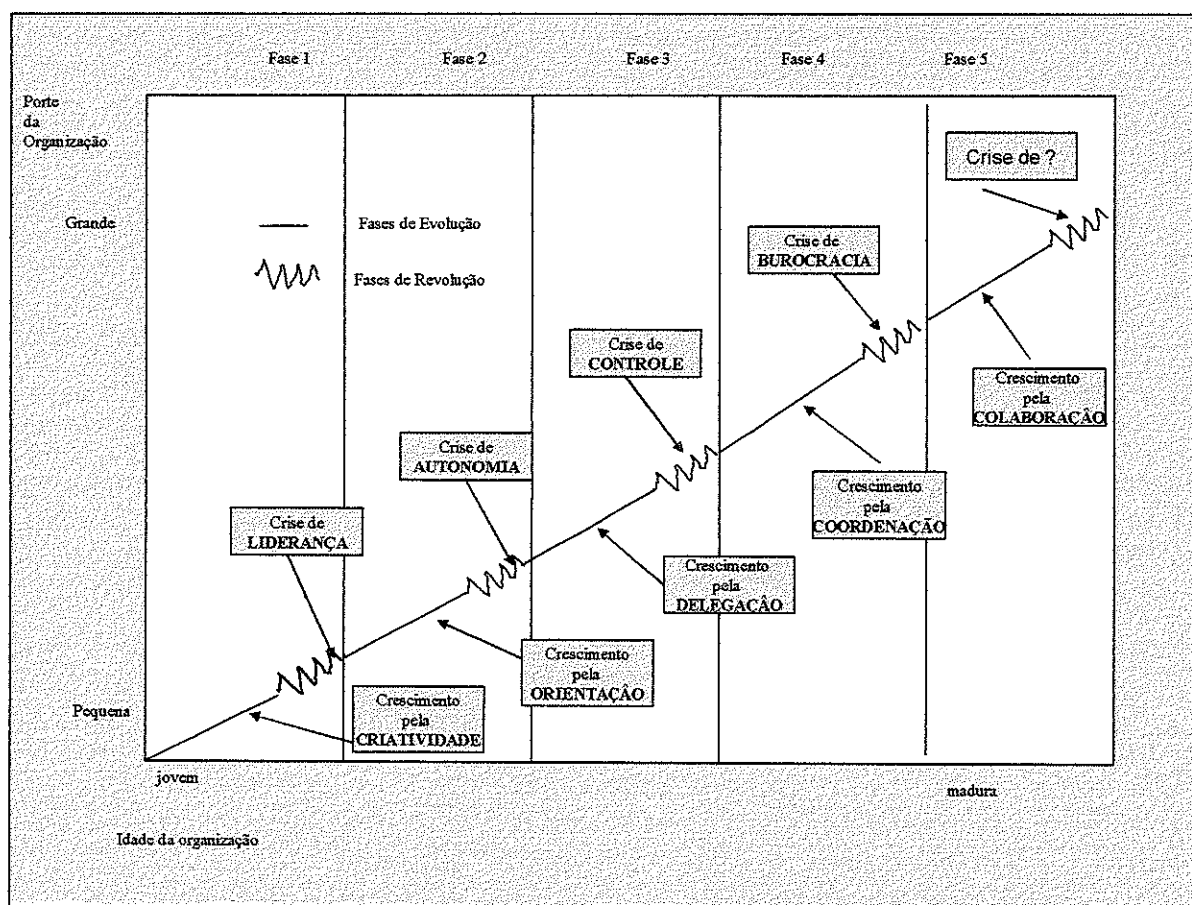 Fase 1
Fase 2
Fase 3
Fase 4
Fase 5
Porte
da
Organização
Crise de ?
Grande
Fases de Evolução
Crise de
BUROCRACIA
Fases de Revolução
Crise de
CONTROLE
Crescimento
pela
COLABORAÇÃO
Crise de
AUTONOMIA
Crescimento
pela
COORDENAÇÃO
Crise de
LIDERANÇA
Crescimento
pela
DELEGAÇÃO
Crescimento
pela
ORIENTAÇÃO
Pequena
Crescimento
pela
CRIATIVIDADE
jovem
madura
Idade da organização